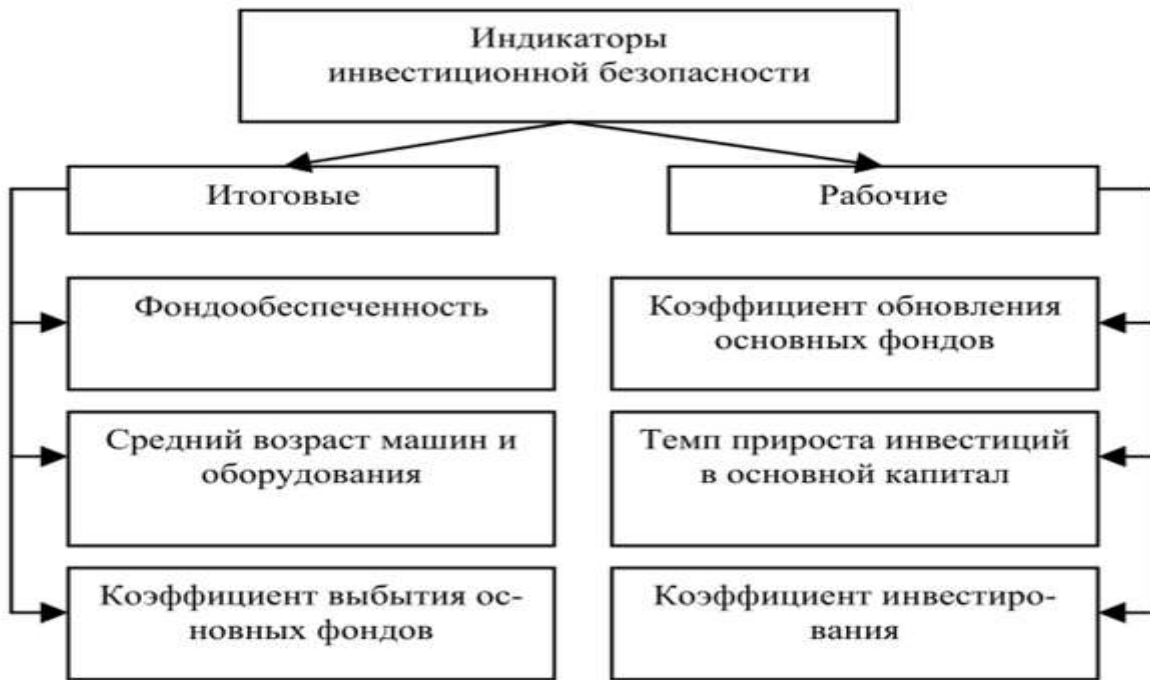 Индикаторы
инвестиционной безопасности
Итоговые
Рабочие
Фондообеспеченность
Коэффициент обновления
основных фондов
Средний возраст машин и
оборудования
Темп прироста инвестиций
в основной капитал
Коэффициент выбытия ос-
новных фондов
Коэффициент инвестиро-
вания